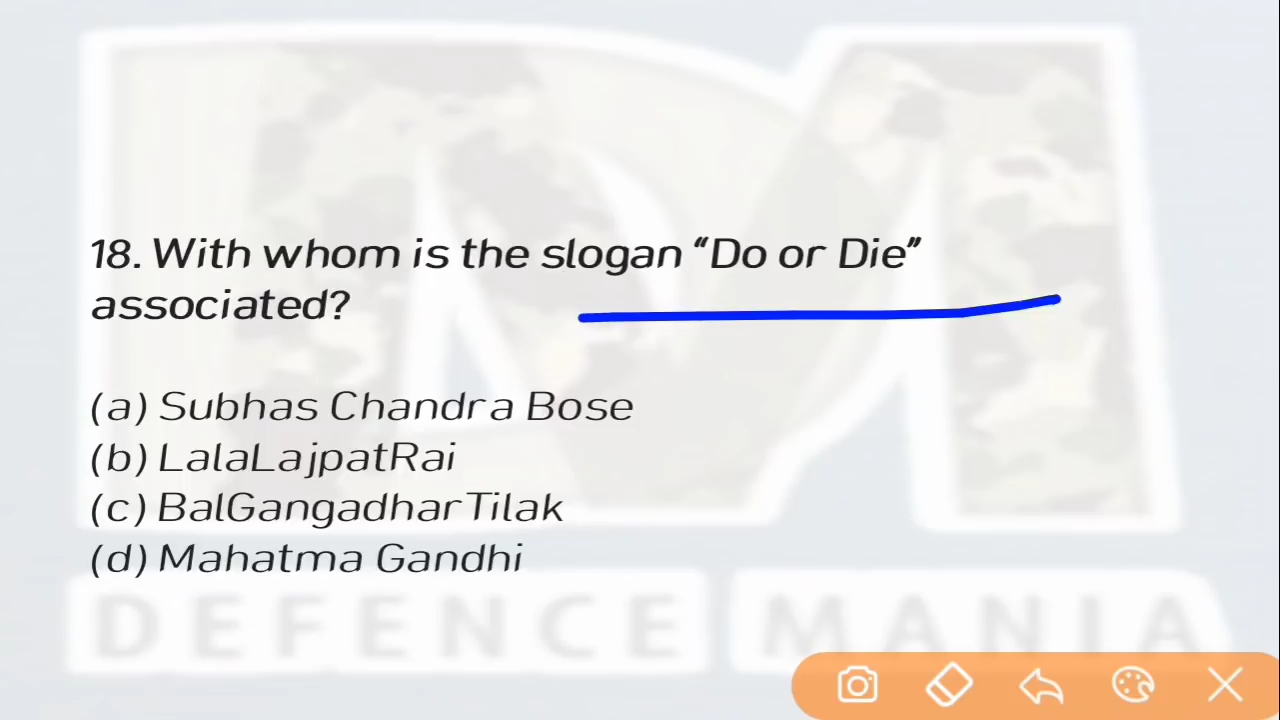 18. With whom is the slogan “Do or Die”
associated?
(a) Subhas Chandra Bose
(b) LalaLajpatRai
(c) BalGangadharTilak
(d) Mahatma Gandhi
DEFENCE MANIA